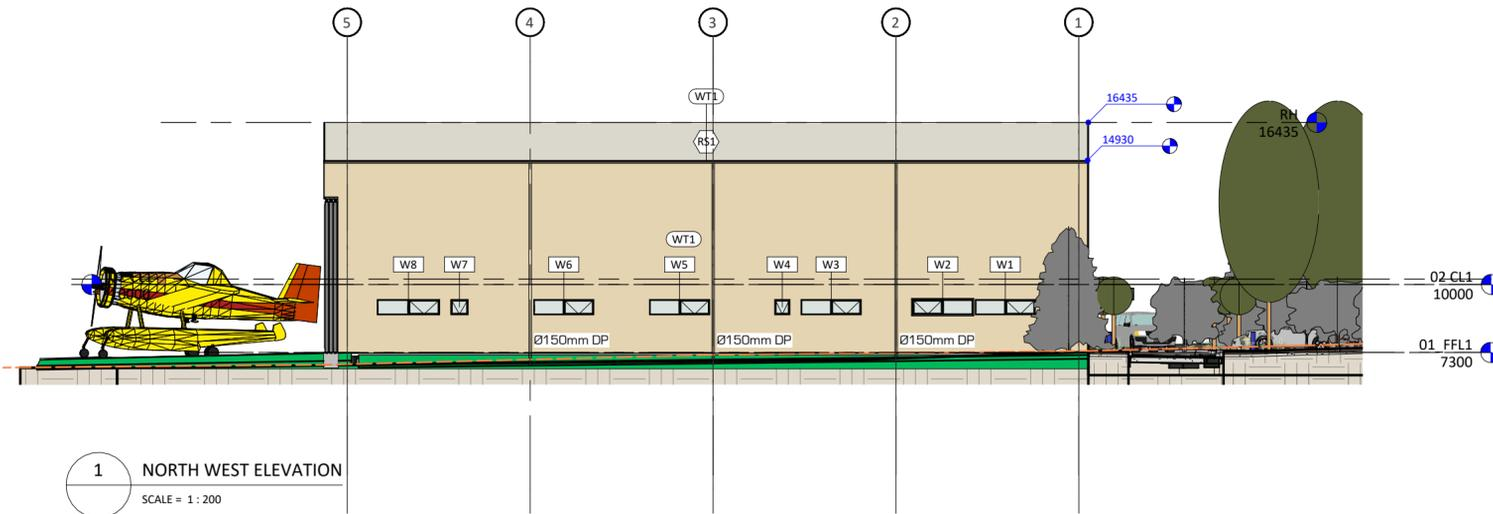 5 4 3 2 1
WT1
16435
RH
16435
RS1
14930
WT1
W8 W7 W6 W5 W4 W3 W2 W1
02 CL1
10000
Ø150mm DP Ø150mm DP Ø150mm DP
01 FFL1
7300
1 NORTH WEST ELEVATION
SCALE = 1 : 200